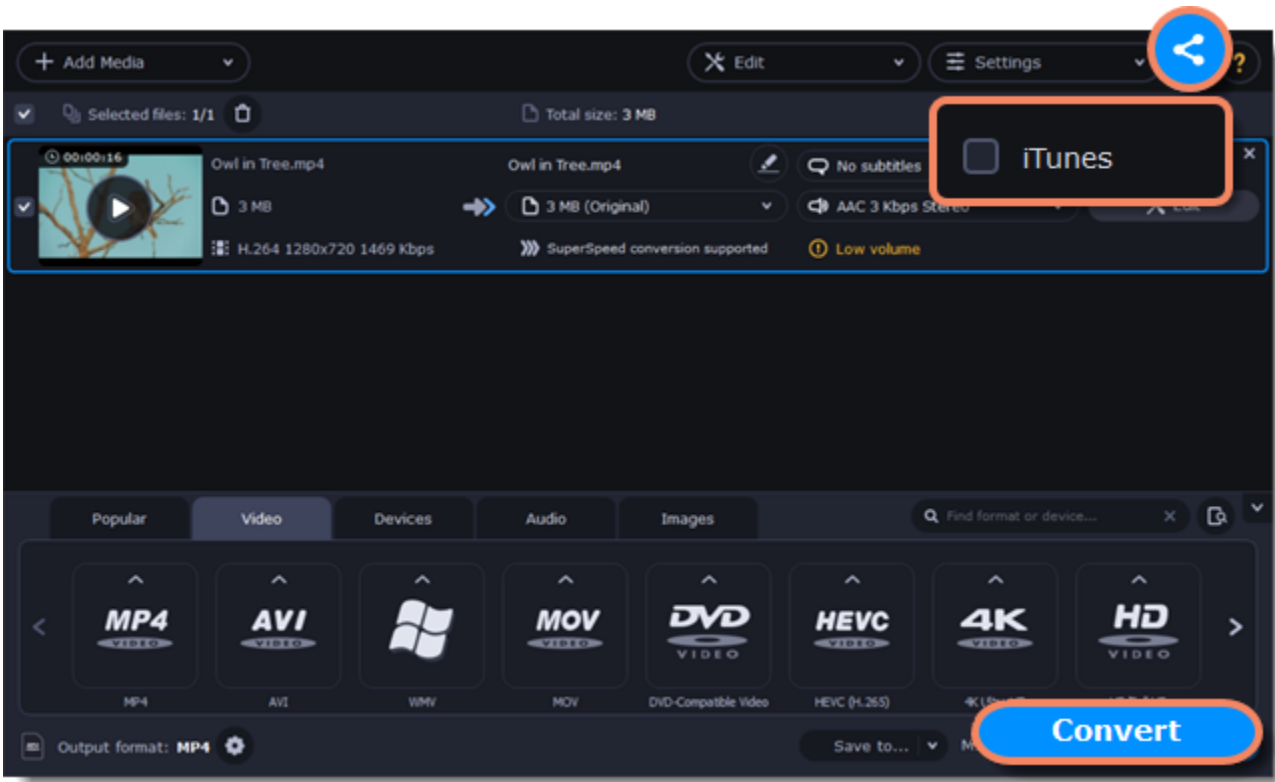 Add Media
Edit
Settings
?
Selected files: 1/1
Total size: 3 MB
iTunes
00:00:16
Owl in Tree.mp4
Owl in Tree.mp4
No subtitles
3 MB
3 MB (Original)
AAC 3 Kbps Stereo
Edit
H.264 1280x720 1469 Kbps
SuperSpeed conversion supported
Low volume
Popular
Video
Devices
Audio
Images
Find format or device...
MP4 VIDEO
AVI VIDEO
MOV VIDEO
DVD VIDEO
HEVC VIDEO
4K VIDEO
HD VIDEO
MP4
AVI
WMV
MOV
DVD-Compatible Video
HEVC (H.265)
Output format: MP4
Save to...
Convert